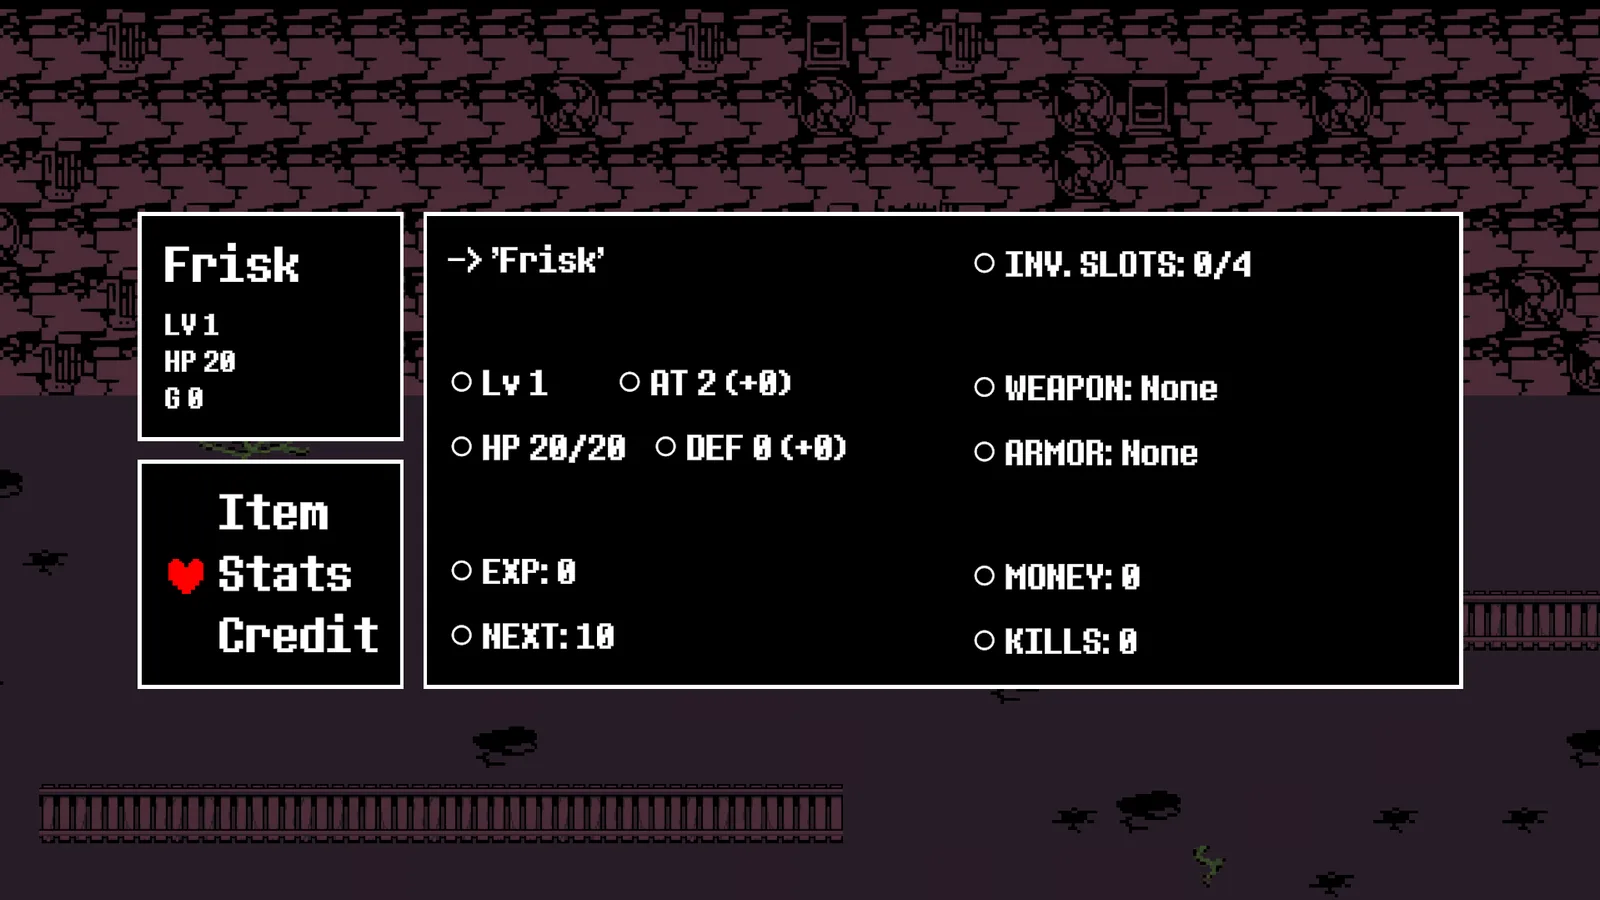 Frisk
LV 1
HP 20
G 0
Item
Stats
Credit
–> 'Frisk'
Lv 1
AT 2 (+0)
HP 20/20
DEF 0 (+0)
EXP: 0
NEXT: 10
INV. SLOTS: 0/4
WEAPON: None
ARMOR: None
MONEY: 0
KILLS: 0